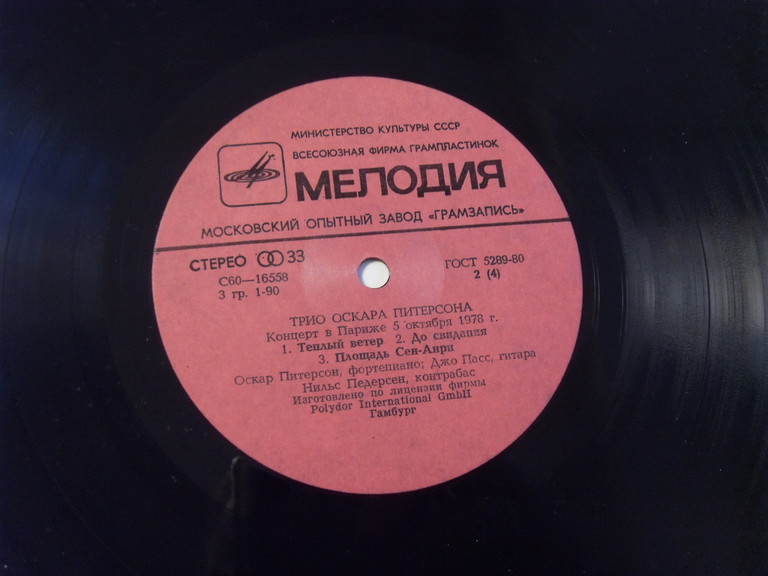 МИНИСТЕРСТВО КУЛЬТУРЫ СССР
ВСЕСОЮЗНАЯ ФИРМА ГРАМПЛАСТИНОК
МЕЛОДИЯ
МОСКОВСКИЙ ОПЫТНЫЙ ЗАВОД «ГРАМЗАПИСЬ»
СТЕРЕО 33
ГОСТ 5289-80
С60—16558
2 (4)
3 гр. 1-90
ТРИО ОСКАРА ПИТЕРСОНА
Концерт в Париже 5 октября 1978 г.
1. Теплый ветер 2. До свидания
3. Площадь Сен-Анри
Оскар Питерсон, фортепиано; Джо Пасс, гитара
Нильс Педерсен, контрабас
Изготовлено по лицензии фирмы
Polydor International GmbH
Гамбург